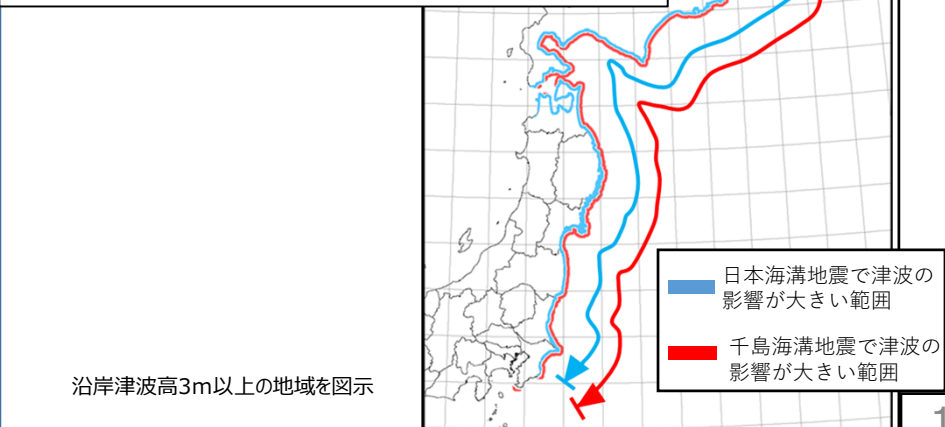 日本海溝地震で津波の
影響が大きい範囲
千島海溝地震で津波の
影響が大きい範囲
沿岸津波高3m以上の地域を図示
1